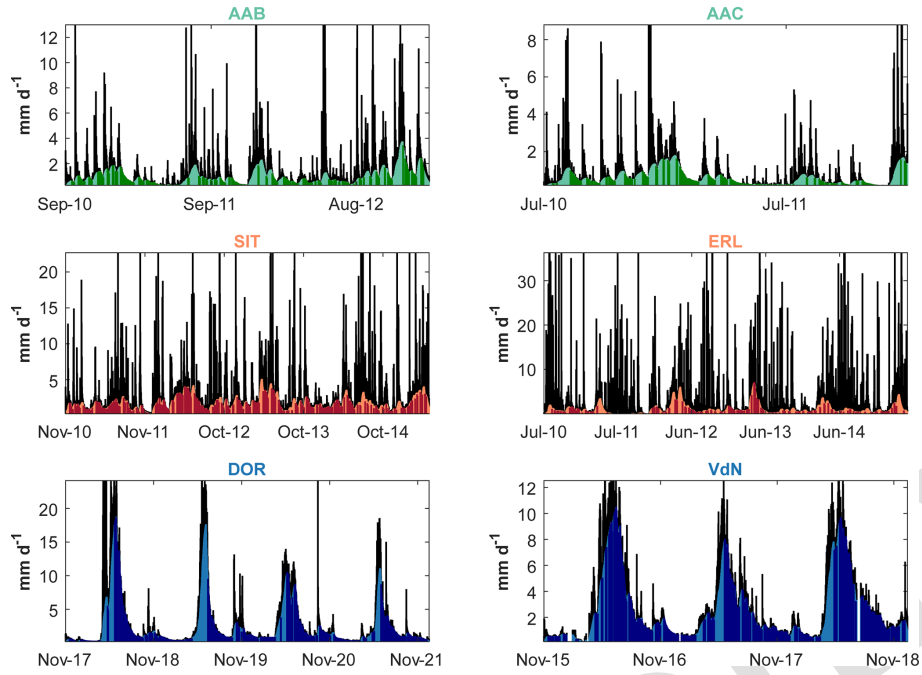 AAB
AAC
mm d-1
12
10
8
6
4
2
Sep-10
Sep-11
Aug-12
mm d-1
8
6
4
2
Jul-10
Jul-11
SIT
ERL
mm d-1
20
15
10
5
Nov-10
Nov-11
Oct-12
Oct-13
Oct-14
mm d-1
30
20
10
Jul-10
Jul-11
Jun-12
Jun-13
Jun-14
DOR
VdN
mm d-1
20
15
10
5
Nov-17
Nov-18
Nov-19
Nov-20
Nov-21
mm d-1
12
10
8
6
4
2
Nov-15
Nov-16
Nov-17
Nov-18